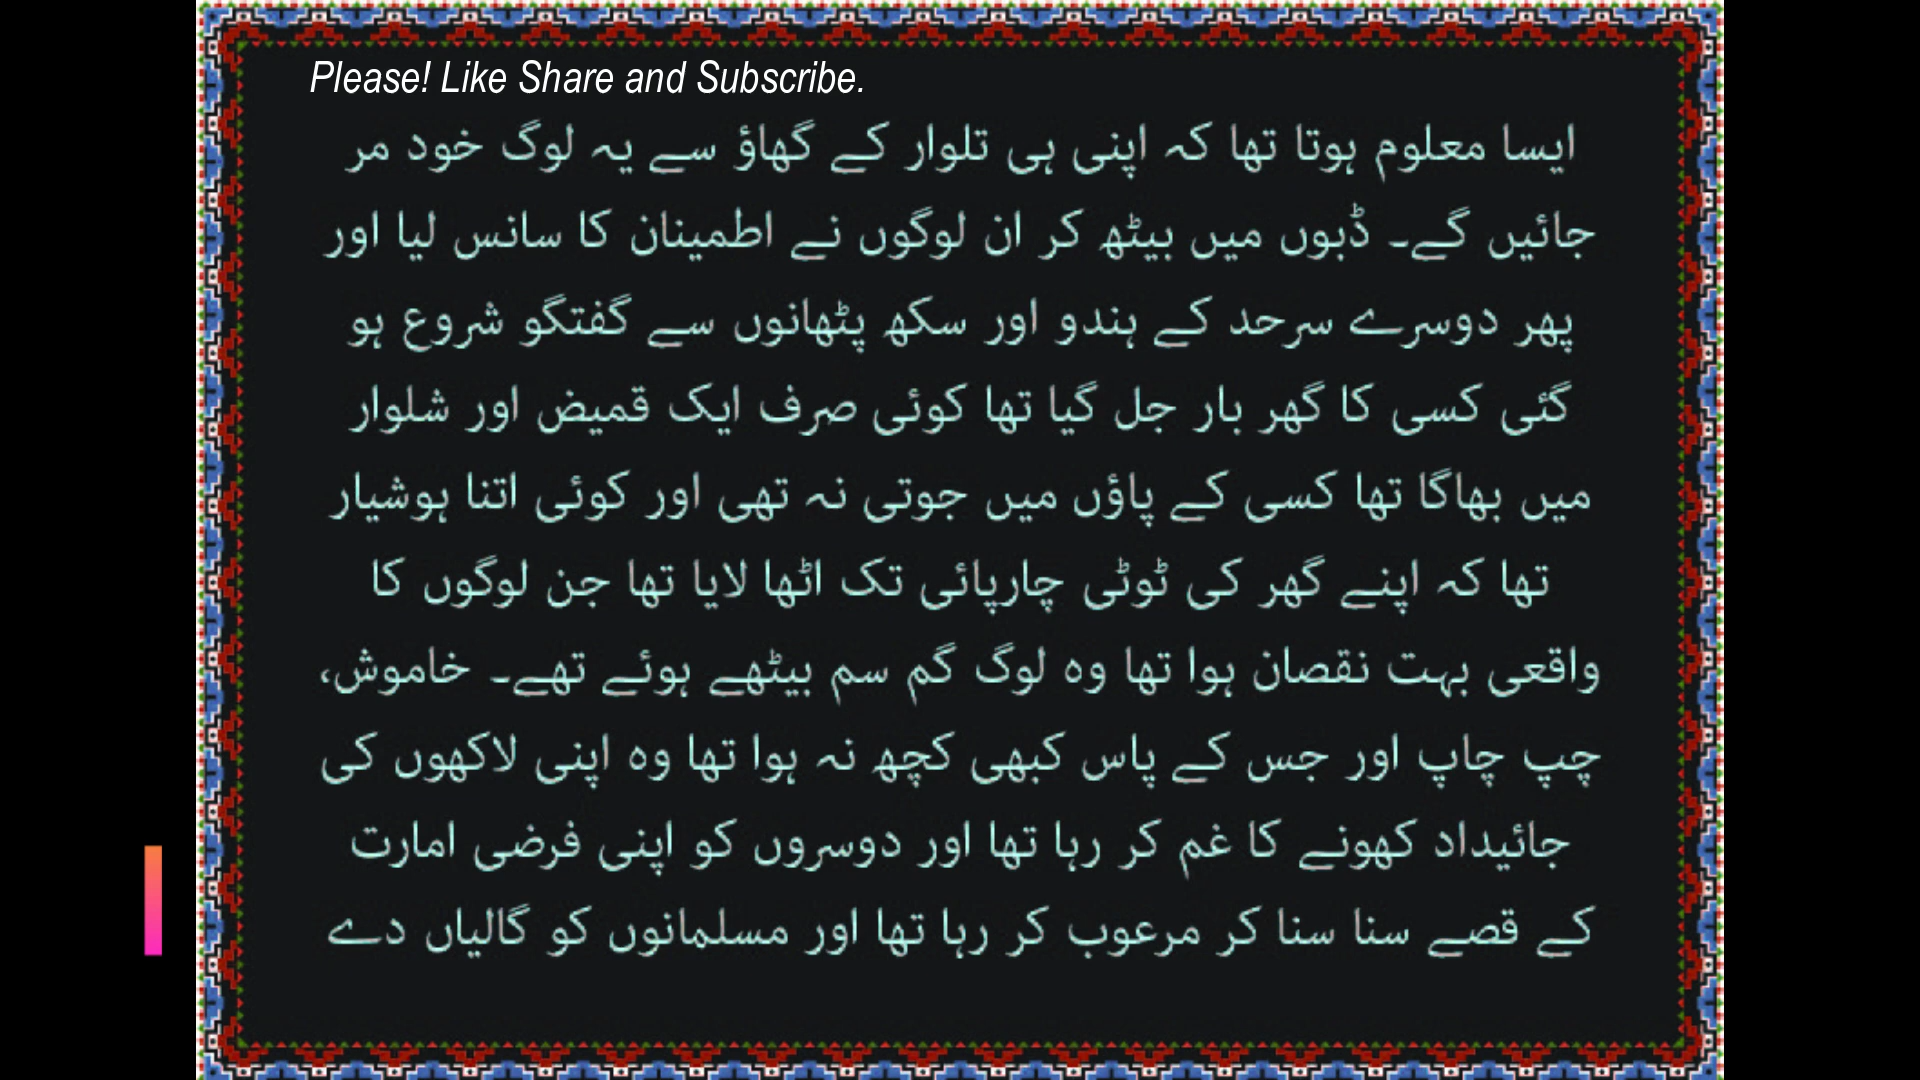 Please! Like Share and Subscribe.
ایسا معلوم ہوتا تھا کہ اپنی ہی تلوار کے گھاؤ سے یہ لوگ خود مر
جائیں گے۔ ڈبوں میں بیٹھ کر ان لوگوں نے اطمینان کا سانس لیا اور
پھر دوسرے سرحد کے ہندو اور سکھ پٹھانوں سے گفتگو شروع ہو
گئی کسی کا گھر بار جل گیا تھا کوئی صرف ایک قمیض اور شلوار
میں بھاگا تھا کسی کے پاؤں میں جوتی نہ تھی اور کوئی اتنا ہوشیار
تھا کہ اپنے گھر کی ٹوٹی چارپائی تک اٹھا لایا تھا جن لوگوں کا
واقعی بہت نقصان ہوا تھا وہ لوگ گم سم بیٹھے ہوئے تھے۔ خاموش،
چپ چاپ اور جس کے پاس کبھی کچھ نہ ہوا تھا وہ اپنی لاکھوں کی
جائیداد کھونے کا غم کر رہا تھا اور دوسروں کو اپنی فرضی امارت
کے قصے سنا سنا کر مرعوب کر رہا تھا اور مسلمانوں کو گالیاں دے